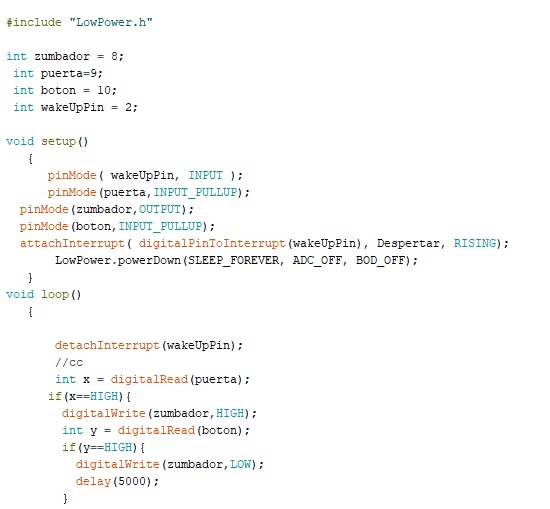 #include "LowPower.h"
int zumbador = 8;
int puerta=9;
int boton = 10;
int wakeUpPin = 2;
void setup()
{
pinMode( wakeUpPin, INPUT );
pinMode(puerta,INPUT_PULLUP);
pinMode(zumbador,OUTPUT);
pinMode(boton,INPUT_PULLUP);
attachInterrupt( digitalPinToInterrupt(wakeUpPin), Despertar, RISING);
LowPower.powerDown(SLEEP_FOREVER, ADC_OFF, BOD_OFF);
}
void loop()
{
detachInterrupt(wakeUpPin);
//cc
int x = digitalRead(puerta);
if(x==HIGH){
digitalWrite(zumbador,HIGH);
int y = digitalRead(boton);
if(y==HIGH){
digitalWrite(zumbador,LOW);
delay(5000);
}